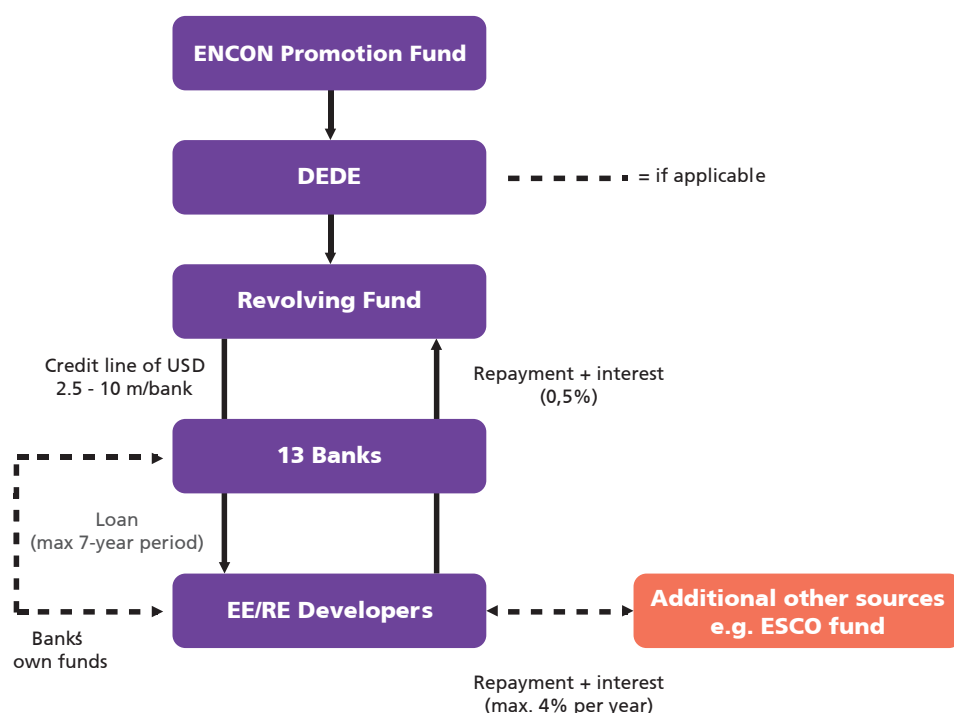 ENCON Promotion Fund
DEDE
= if applicable
Revolving Fund
Credit line of USD
2.5 - 10 m/bank
Repayment + interest
(0,5%)
13 Banks
Loan
(max 7-year period)
EE/RE Developers
Additional other sources
e.g. ESCO fund
Banks'
own funds
Repayment + interest
(max. 4% per year)